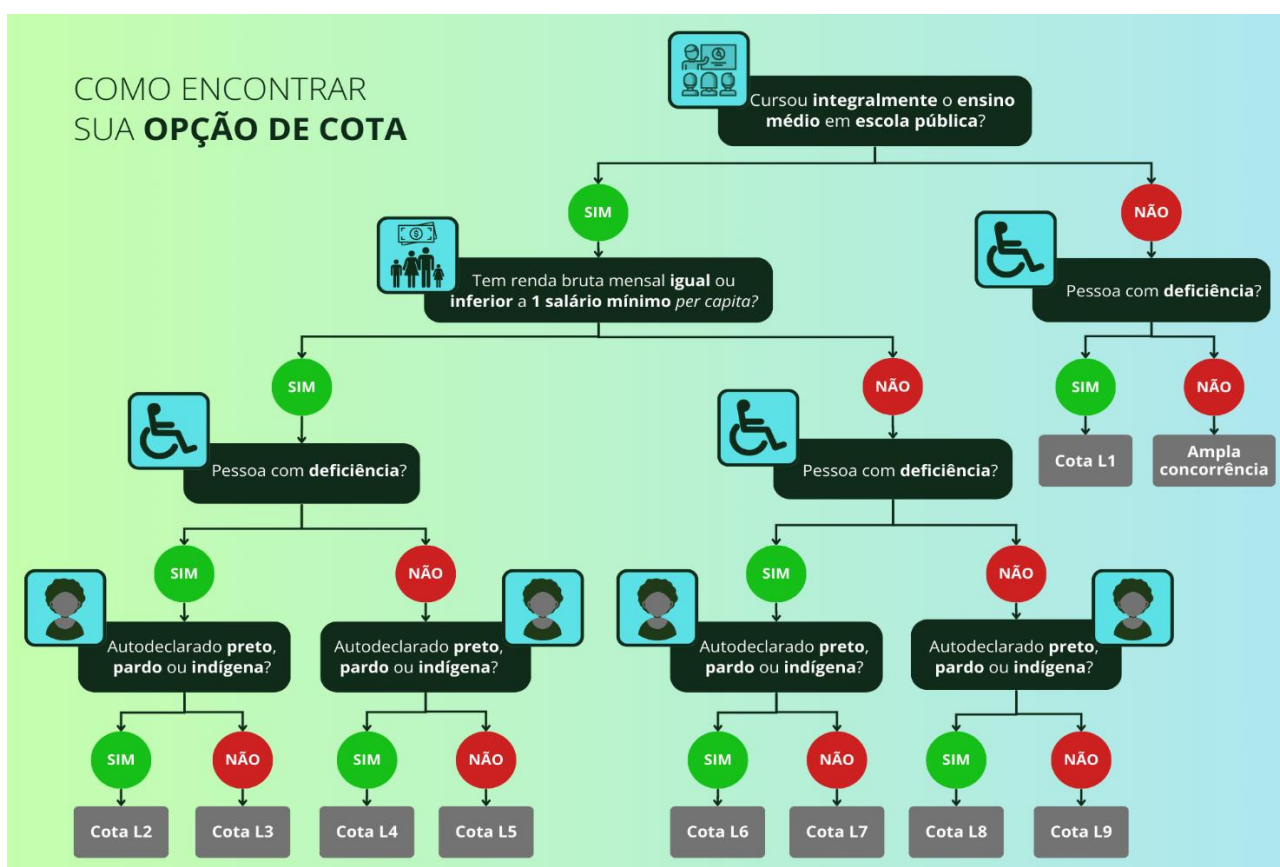 COMO ENCONTRAR
SUA OPÇÃO DE COTA
Cursou integralmente o ensino
médio em escola pública?
SIM
NÃO
Tem renda bruta mensal igual ou
inferior a 1 salário mínimo per capita?
Pessoa com deficiência?
SIM
NÃO
SIM
NÃO
Cota L1
Ampla
concorrência
Pessoa com deficiência?
Pessoa com deficiência?
SIM
NÃO
SIM
NÃO
Autodeclarado preto,
pardo ou indígena?
Autodeclarado preto,
pardo ou indígena?
Autodeclarado preto,
pardo ou indígena?
Autodeclarado preto,
pardo ou indígena?
SIM
NÃO
SIM
NÃO
SIM
NÃO
SIM
NÃO
Cota L2
Cota L3
Cota L4
Cota L5
Cota L6
Cota L7
Cota L8
Cota L9